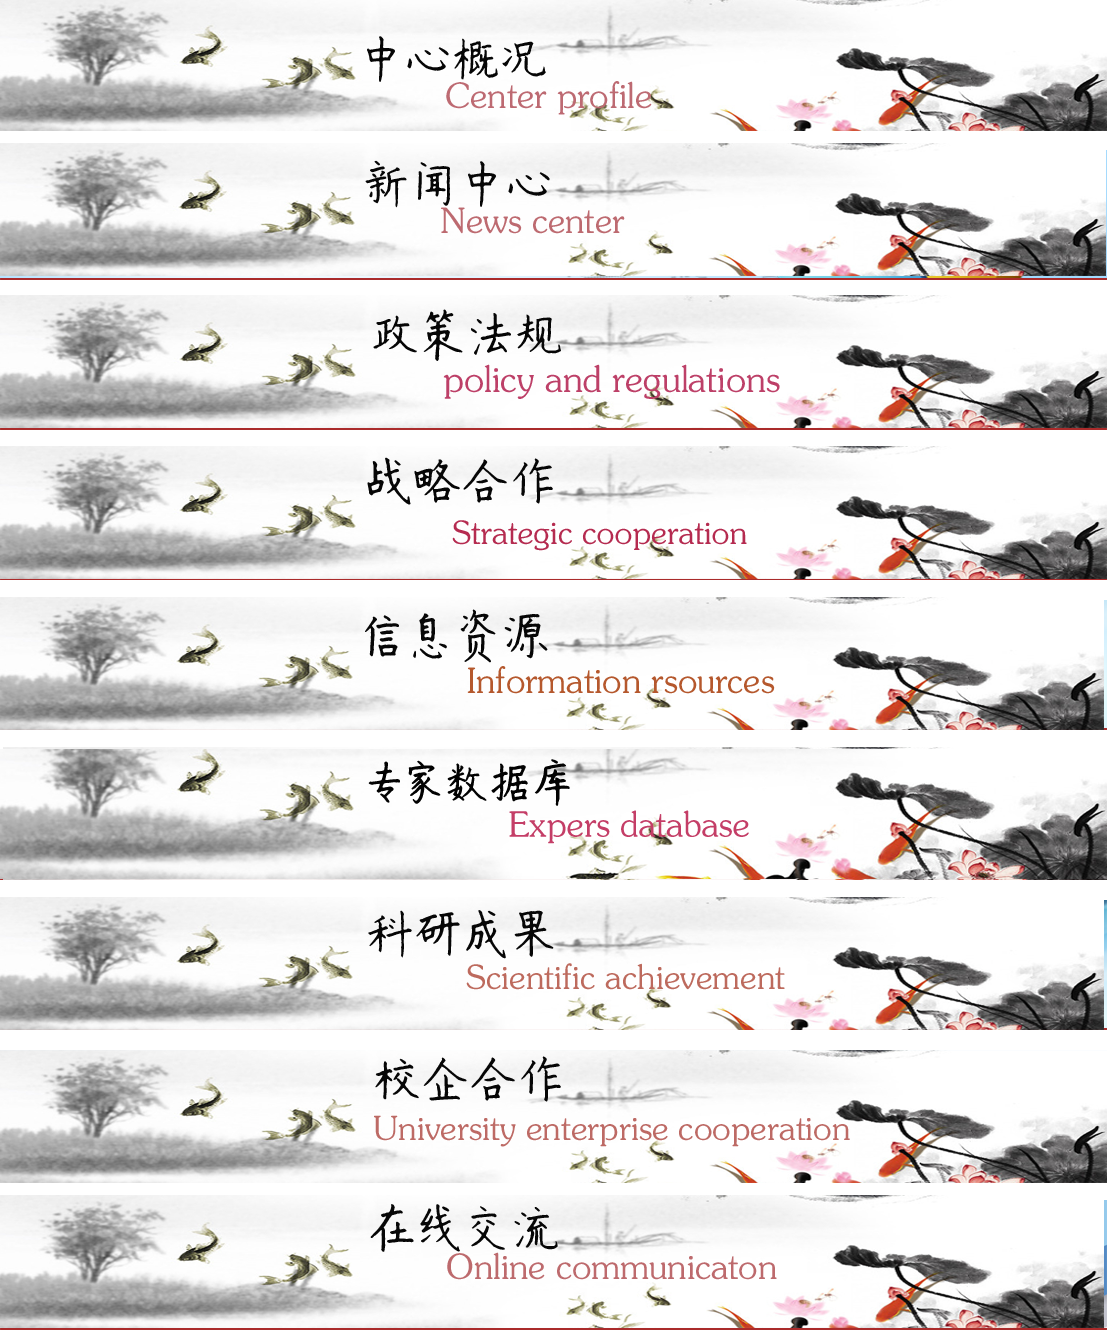 中心概况
Center profile
新闻中心
News center
政策法规
policy and regulations
战略合作
Strategic cooperation
信息资源
Information rsources
专家数据库
Expers database
科研成果
Scientific achievement
校企合作
University enterprise cooperation
在线交流
Online communicaton